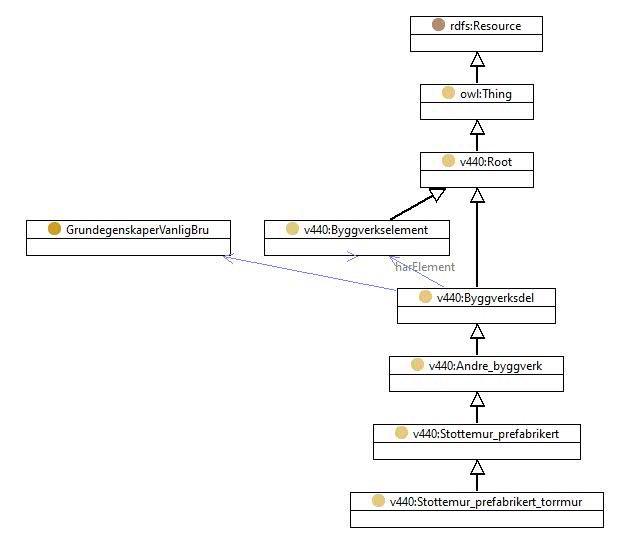 rdfs:Resource
owl:Thing
v440:Root
GrundegenskaperVanligBru
v440:Byggverkselement
harElement
v440:Byggverksdel
v440:Andre_byggverk
v440:Stottemur_prefabrikert
v440:Stottemur_prefabrikert_torrmur